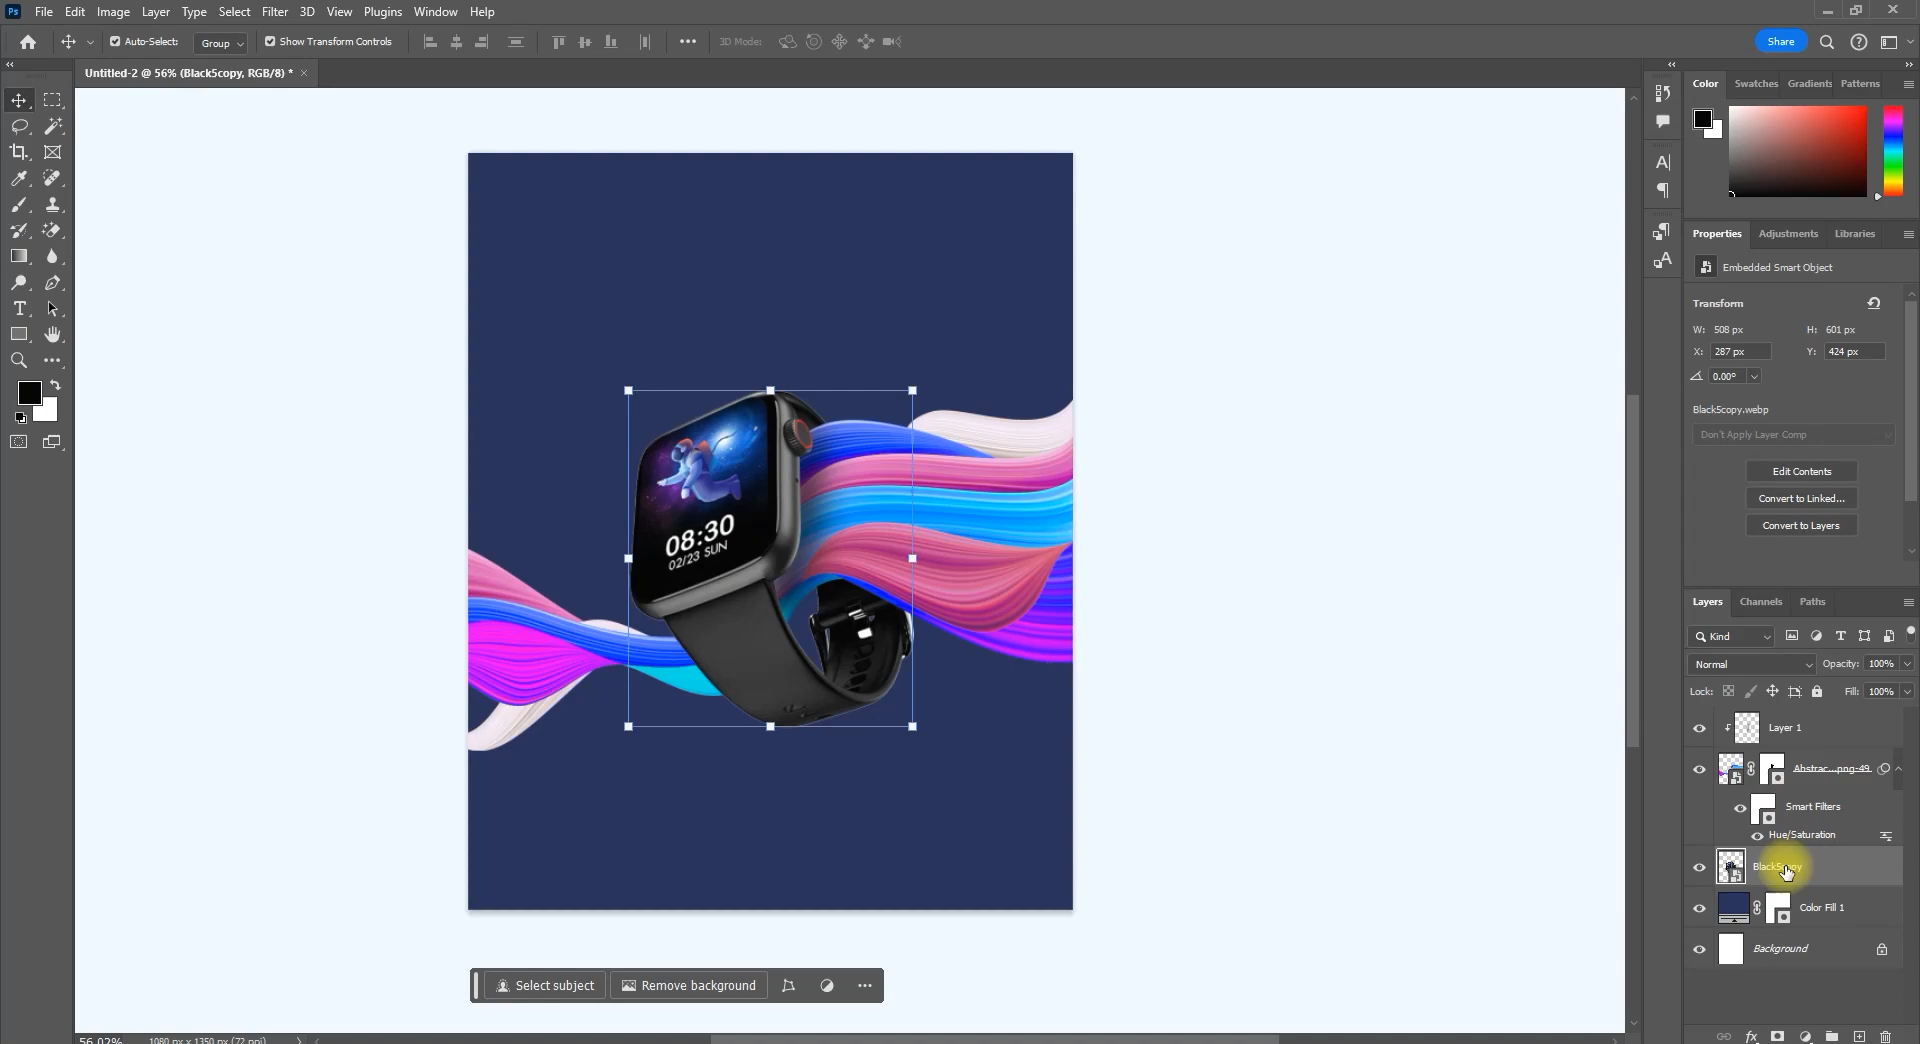 Ps File Edit Image Layer Type Select Filter 3D View Plugins Window Help
Auto-Select: Group Show Transform Controls 3D Mode: Share
Untitled-2 @ 56% (Black5copy, RGB/8) *
Color Swatches Gradients Patterns
Properties Adjustments Libraries
Embedded Smart Object
Transform
W: 508 px H: 601 px
X: 287 px Y: 424 px
0.00°
Black5copy.webp
Don't Apply Layer Comp
Edit Contents
Convert to Linked...
Convert to Layers
08:30
02/23 SUN
Layers Channels Paths
Kind
Normal Opacity: 100%
Lock: Fill: 100%
Layer 1
Abstrac...png-49
Smart Filters
Hue/Saturation
Black5copy
Color Fill 1
Background
Select subject Remove background
56.02% 1080 px x 1350 px (72 ppi)